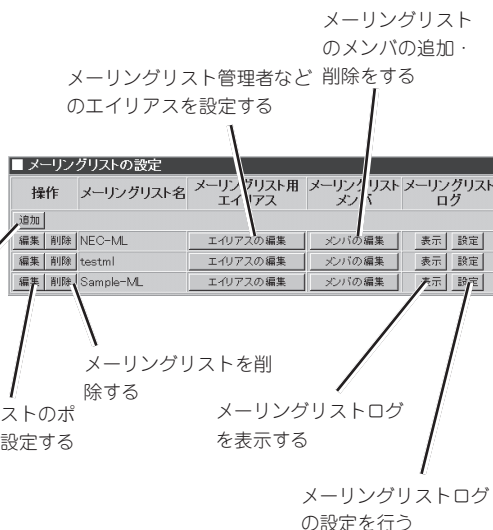 メーリングリスト
のメンバの追加・
削除をする
メーリングリスト管理者など
のエイリアスを設定する
■ メーリングリストの設定
操作 メーリングリスト名 メーリングリスト用 メーリングリスト メーリングリスト
エイリアス メンバ ログ
追加
編集 削除 NEC-ML エイリアスの編集 メンバの編集 表示 設定
編集 削除 testml エイリアスの編集 メンバの編集 表示 設定
編集 削除 Sample-ML エイリアスの編集 メンバの編集 表示 設定
メーリングリストを削
除する
ストのポ
設定する
メーリングリストログ
を表示する
メーリングリストログ
の設定を行う